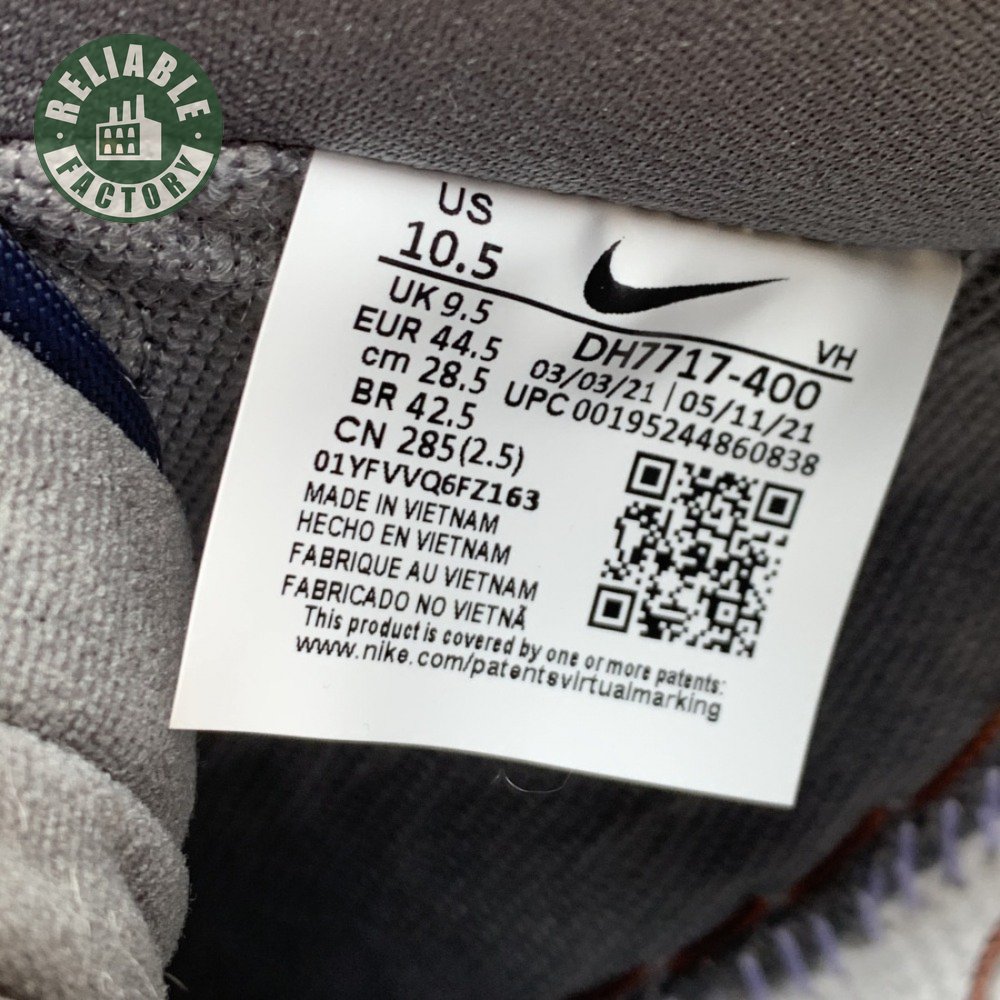 RELIABLE
FACTORY
US
10.5
UK 9.5
EUR 44.5
cm 28.5
BR 42.5
CN 285(2.5)
01YFVVQ6FZ163
MADE IN VIETNAM
HECHO EN VIETNAM
FABRIQUE AU VIETNAM
FABRICADO NO VIETNÃ
This product is covered by one or more patents:
www.nike.com/patentsvirtualmarking
VH
DH7717-400
03/03/21 | 05/11/21
UPC 00195244860838